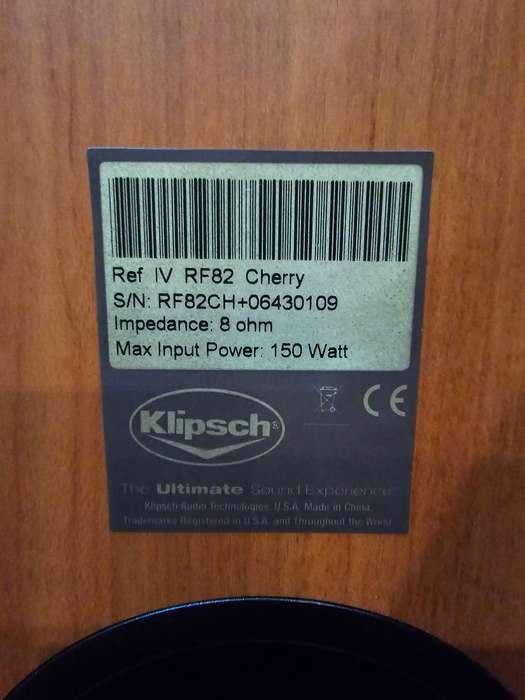 Ref IV RF82 Cherry
S/N: RF82CH+06430109
Impedance: 8 ohm
Max Input Power: 150 Watt
Klipsch®
CE
The Ultimate Sound Experience™
Klipsch Audio Technologies, U.S.A. Made in China.
Trademarks Registered in U.S.A. and Throughout the World